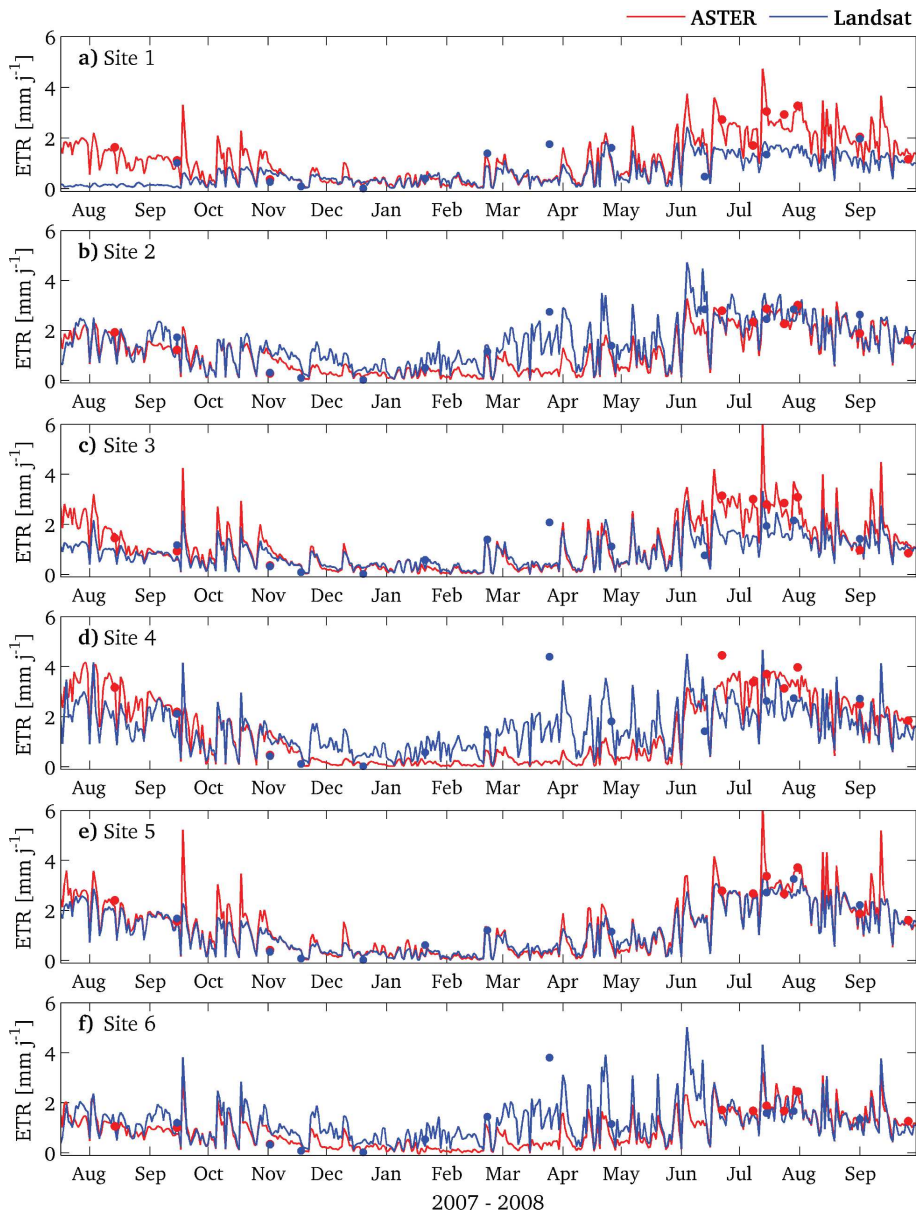 ASTER Landsat
a) Site 1
ETR [mm j⁻¹]
6
4
2
0
Aug Sep Oct Nov Dec Jan Feb Mar Apr May Jun Jul Aug Sep
b) Site 2
ETR [mm j⁻¹]
6
4
2
0
Aug Sep Oct Nov Dec Jan Feb Mar Apr May Jun Jul Aug Sep
c) Site 3
ETR [mm j⁻¹]
6
4
2
0
Aug Sep Oct Nov Dec Jan Feb Mar Apr May Jun Jul Aug Sep
d) Site 4
ETR [mm j⁻¹]
6
4
2
0
Aug Sep Oct Nov Dec Jan Feb Mar Apr May Jun Jul Aug Sep
e) Site 5
ETR [mm j⁻¹]
6
4
2
0
Aug Sep Oct Nov Dec Jan Feb Mar Apr May Jun Jul Aug Sep
f) Site 6
ETR [mm j⁻¹]
6
4
2
0
Aug Sep Oct Nov Dec Jan Feb Mar Apr May Jun Jul Aug Sep
2007 - 2008